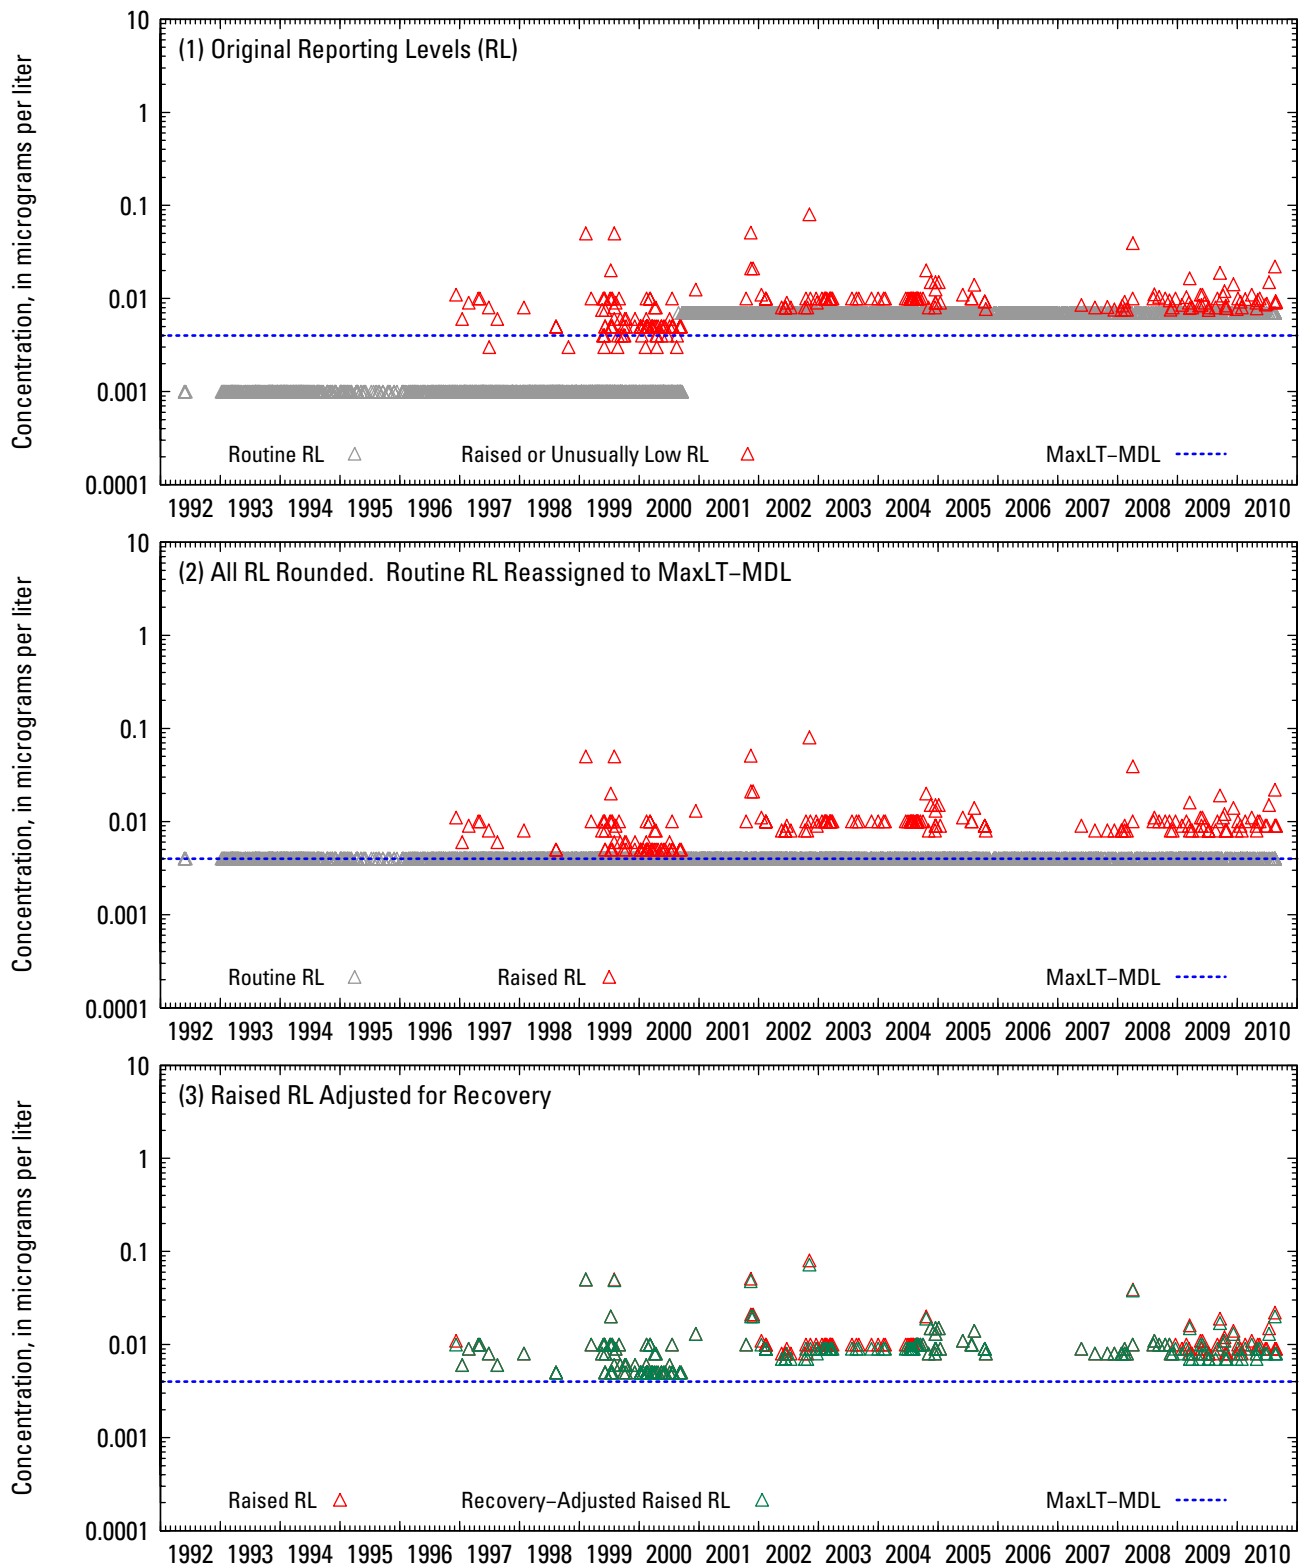 (1) Original Reporting Levels (RL)
Concentration, in micrograms per liter
10
1
0.1
0.01
0.001
0.0001
Routine RL
Raised or Unusually Low RL
MaxLT–MDL
1992 1993 1994 1995 1996 1997 1998 1999 2000 2001 2002 2003 2004 2005 2006 2007 2008 2009 2010
(2) All RL Rounded. Routine RL Reassigned to MaxLT–MDL
Concentration, in micrograms per liter
10
1
0.1
0.01
0.001
0.0001
Routine RL
Raised RL
MaxLT–MDL
1992 1993 1994 1995 1996 1997 1998 1999 2000 2001 2002 2003 2004 2005 2006 2007 2008 2009 2010
(3) Raised RL Adjusted for Recovery
Concentration, in micrograms per liter
10
1
0.1
0.01
0.001
0.0001
Raised RL
Recovery–Adjusted Raised RL
MaxLT–MDL
1992 1993 1994 1995 1996 1997 1998 1999 2000 2001 2002 2003 2004 2005 2006 2007 2008 2009 2010